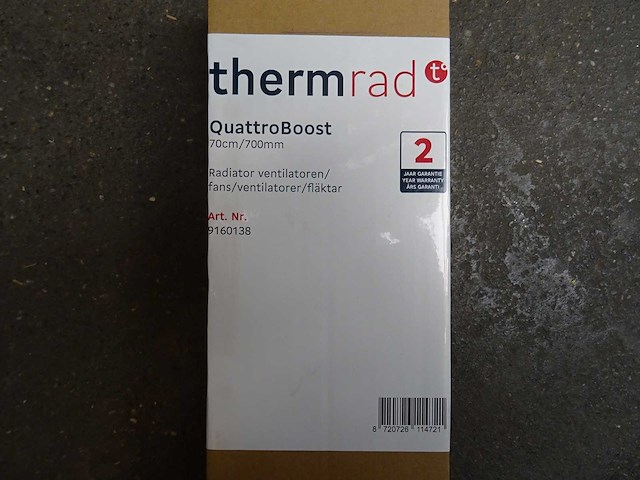 thermrad t°
QuattroBoost
70cm/700mm
2
JAAR GARANTIE
YEAR WARRANTY
ÅRS GARANTI
Radiator ventilatoren/
fans/ventilatorer/fläktar
Art. Nr.
9160138
8 720726 114721